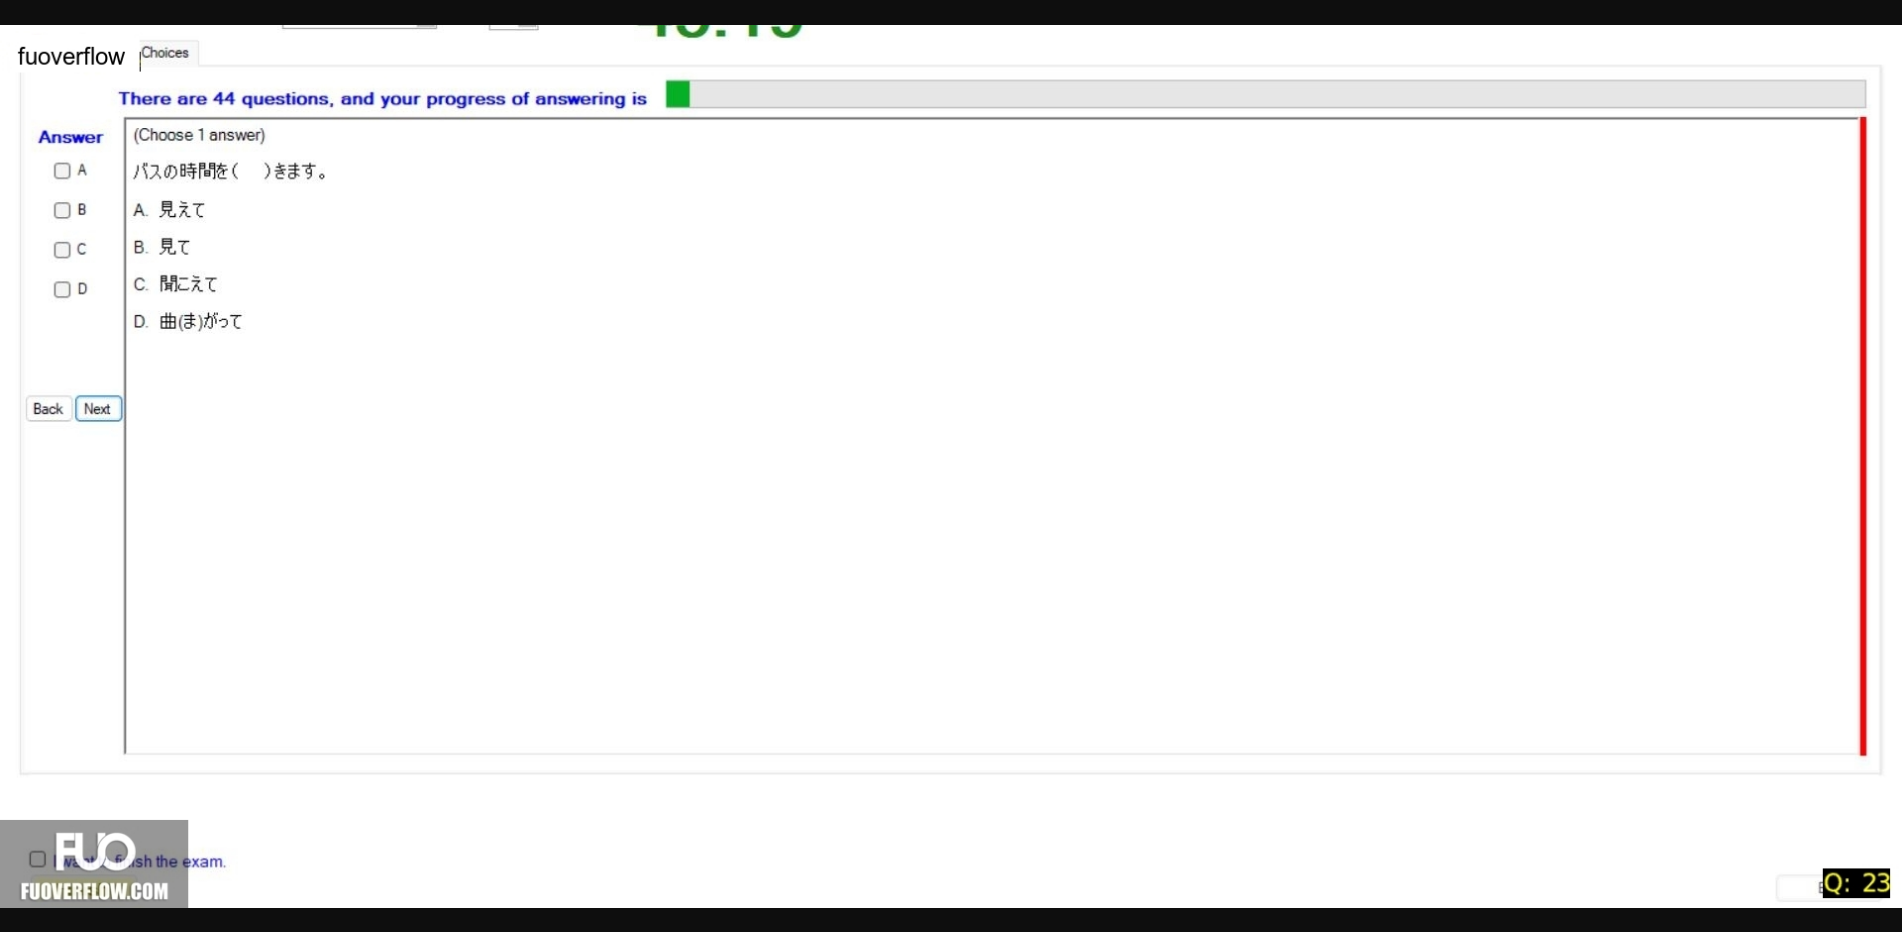 fuoverflow
Choices
There are 44 questions, and your progress of answering is
Answer
(Choose 1 answer)
A
バスの時間を(　)きます。
B
A. 見えて
C
B. 見て
D
C. 聞こえて
D. 曲(ま)がって
Back
Next
FUO
finish the exam.
FUOVERFLOW.COM
Q: 23